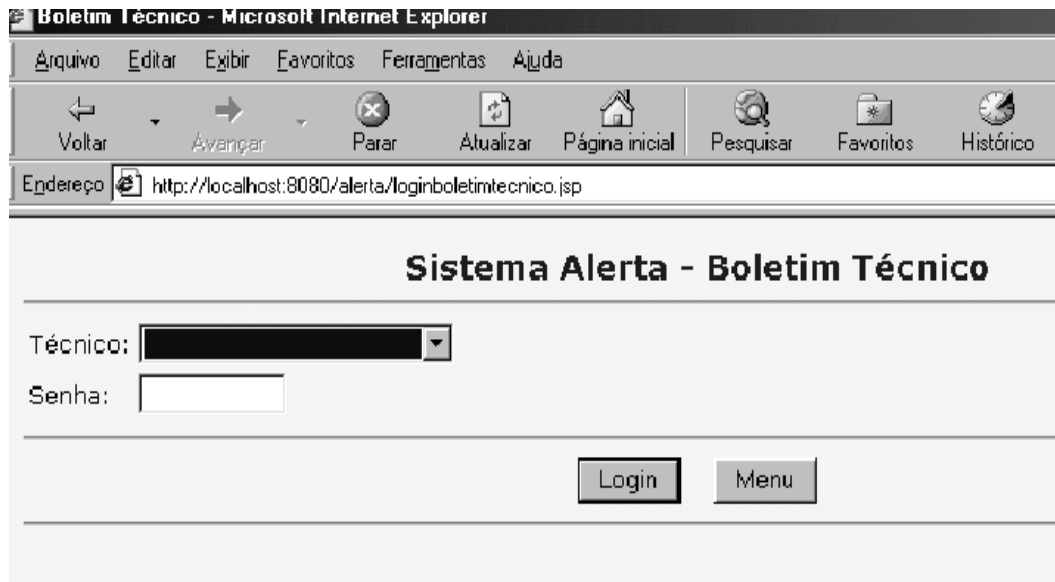 Boletim Técnico - Microsoft Internet Explorer
Arquivo Editar Exibir Favoritos Ferramentas Ajuda
Voltar Avançar Parar Atualizar Página inicial Pesquisar Favoritos Histórico
Endereço http://localhost:8080/alerta/loginboletimtecnico.jsp
Sistema Alerta - Boletim Técnico
Técnico:
Senha:
Login Menu